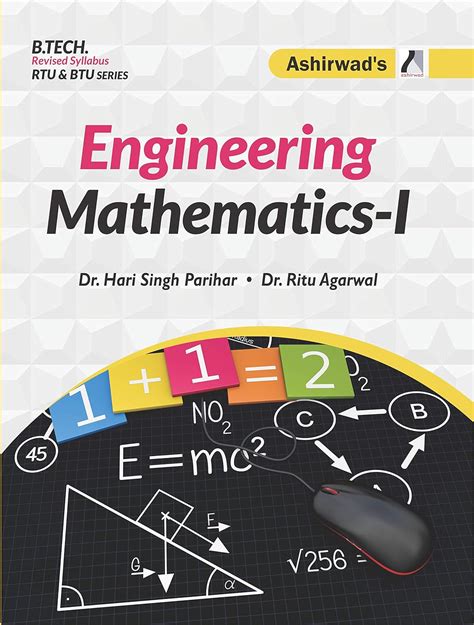 B.TECH.
Revised Syllabus
RTU & BTU SERIES
Ashirwad's
ashirwad
Engineering
Mathematics-I
Dr. Hari Singh Parihar • Dr. Ritu Agarwal
1 + 1 = 2
NO₂
C
B
A
45
E=mc²
F
G
α
√256 =